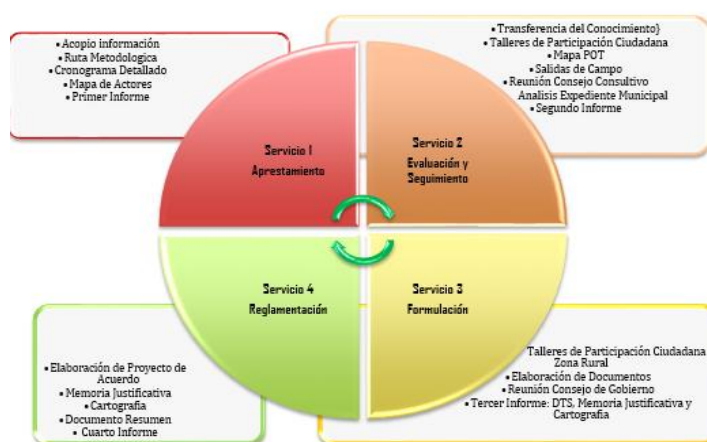 • Acopio información
• Ruta Metodologica
• Cronograma Detallado
• Mapa de Actores
• Primer Informe
• Transferencia del Conocimiento}
• Talleres de Participación Ciudadana
• Mapa POT
• Salidas de Campo
• Reunión Consejo Consultivo
Analisis Expediente Municipal
• Segundo Informe
Servicio 1
Aprestamiento
Servicio 2
Evaluación y
Seguimiento
Servicio 4
Reglamentación
Servicio 3
Formulación
• Elaboración de Proyecto de
Acuerdo
• Memoria Justificativa
• Cartografía
• Documento Resumen
• Cuarto Informe
Talleres de Participación Ciudadana
Zona Rural
• Elaboración de Documentos
• Reunión Consejo de Gobierno
• Tercer Informe: DTS, Memoria Justificativa y
Cartografía